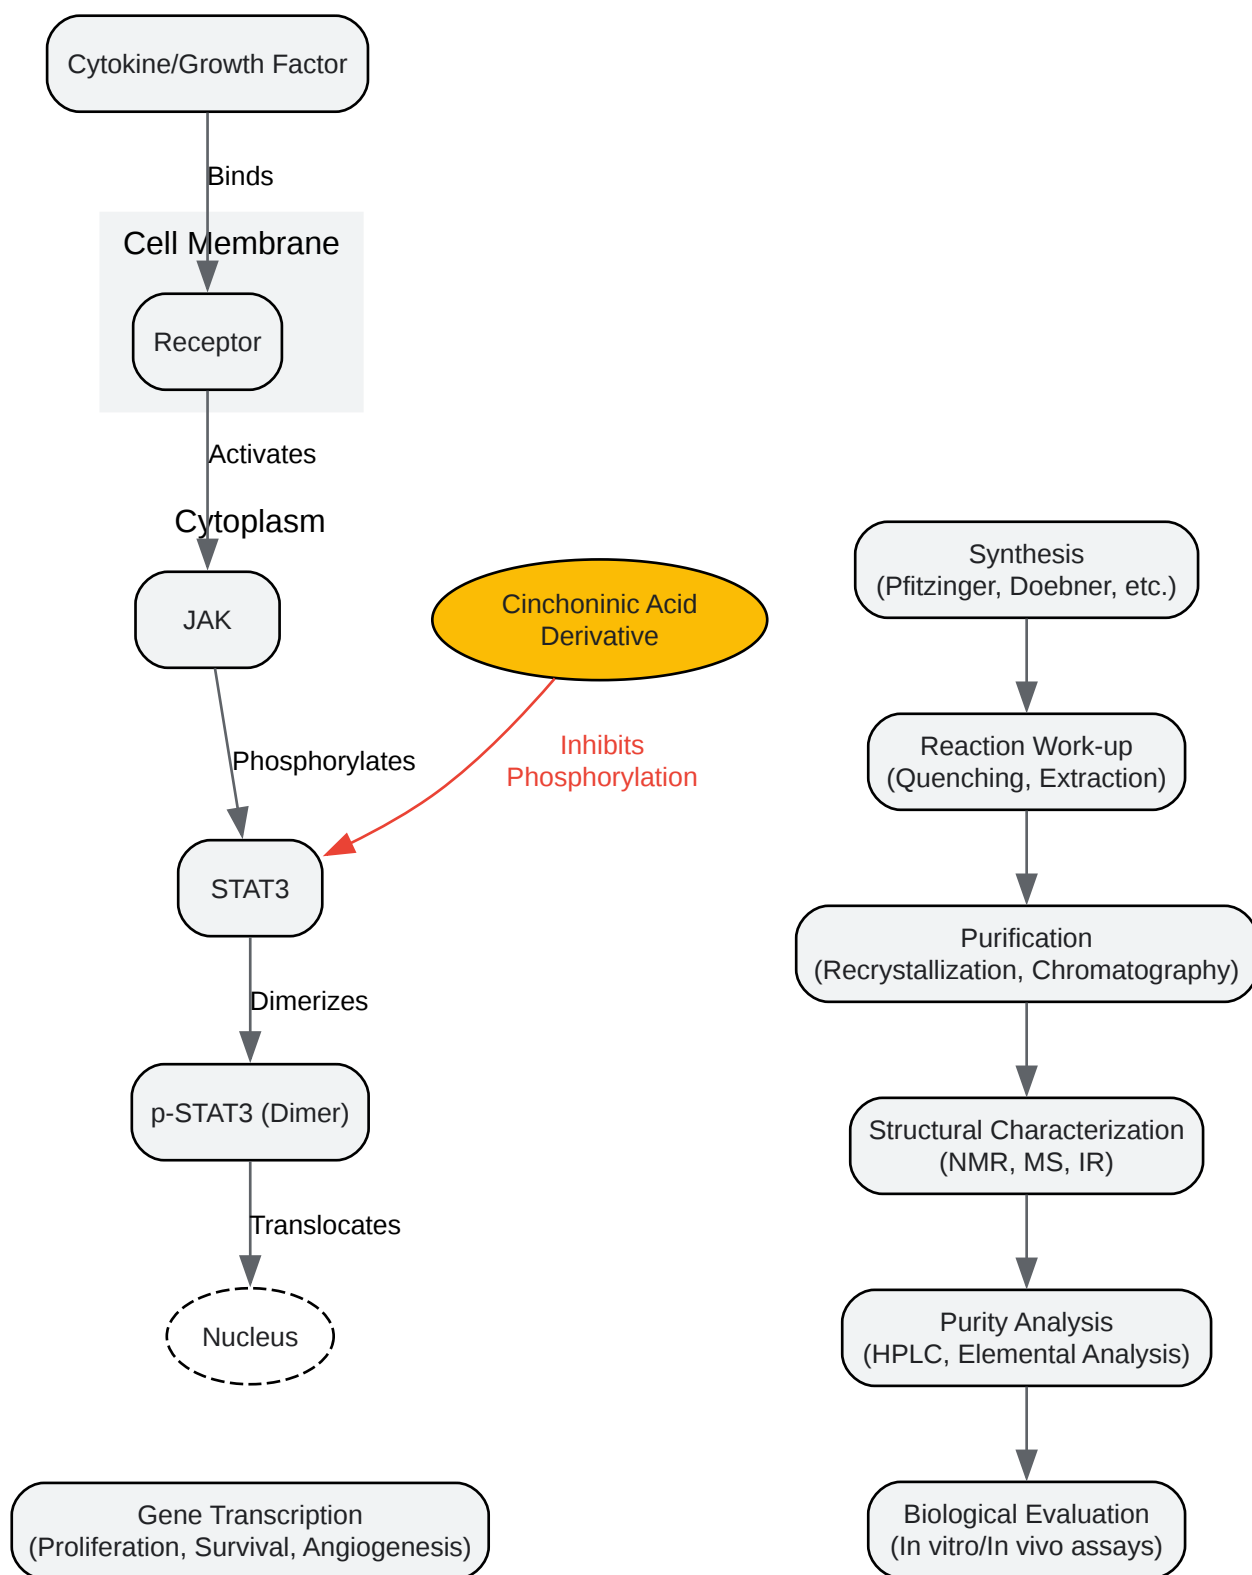 Cytokine/Growth Factor
Binds
Cell Membrane
Receptor
Activates
Cytoplasm
JAK
Cinchoninic Acid
Derivative
Phosphorylates
Inhibits
Phosphorylation
STAT3
Dimerizes
p-STAT3 (Dimer)
Translocates
Nucleus
Gene Transcription
(Proliferation, Survival, Angiogenesis)
Synthesis
(Pfitzinger, Doebner, etc.)
Reaction Work-up
(Quenching, Extraction)
Purification
(Recrystallization, Chromatography)
Structural Characterization
(NMR, MS, IR)
Purity Analysis
(HPLC, Elemental Analysis)
Biological Evaluation
(In vitro/In vivo assays)